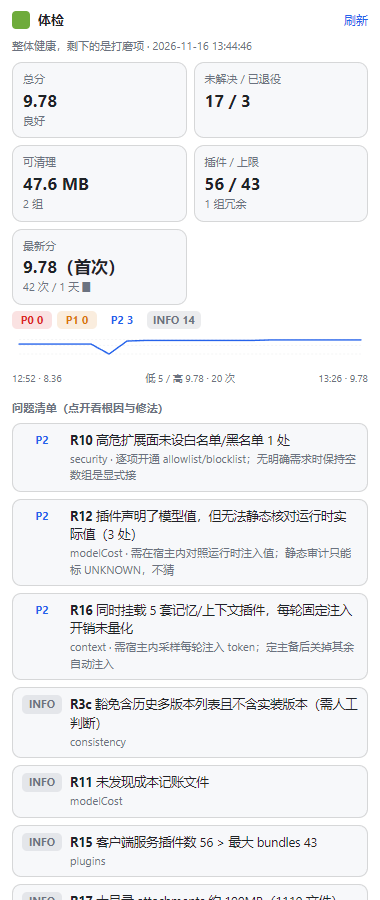 体检
刷新
整体健康，剩下的是打磨项 · 2026-11-16 13:44:46
总分
9.78
良好
未解决 / 已退役
17 / 3
可清理
47.6 MB
2 组
插件 / 上限
56 / 43
1 组冗余
最新分
9.78（首次）
42 次 / 1 天
P0 0 P1 0 P2 3 INFO 14
12:52 · 8.36 低 5 / 高 9.78 · 20 次 13:26 · 9.78
问题清单（点开看根因与修法）
P2 R10 高危扩展面未设白名单/黑名单 1 处
security · 逐项开通 allowlist/blocklist；无明确需求时保持空
数组是显式接
P2 R12 插件声明了模型值，但无法静态核对运行时实
际值（3 处）
modelCost · 需在宿主内对照运行时注入值；静态审计只能
标 UNKNOWN，不猜
P2 R16 同时挂载 5 套记忆/上下文插件，每轮固定注入
开销未量化
context · 需宿主内采样每轮注入 token；定主备后关掉其余
自动注入
INFO R3c 豁免含历史多版本列表且不含实装版本（需人工
判断）
consistency
INFO R11 未发现成本记账文件
modelCost
INFO R15 客户端服务插件数 56 > 最大 bundles 43
plugins
INFO R17 大目录 attachments 约 100MB（1110 文件）